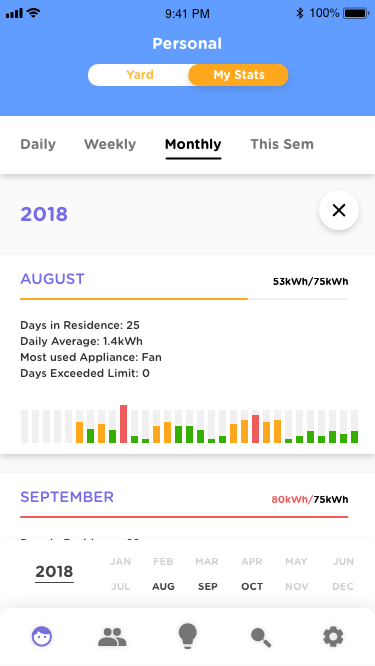 9:41 PM 100%
Personal
Yard My Stats
Daily Weekly Monthly This Sem
2018
AUGUST 53kWh/75kWh
Days in Residence: 25
Daily Average: 1.4kWh
Most used Appliance: Fan
Days Exceeded Limit: 0
SEPTEMBER 80kWh/75kWh
2018
JAN FEB MAR APR MAY JUN
JUL AUG SEP OCT NOV DEC